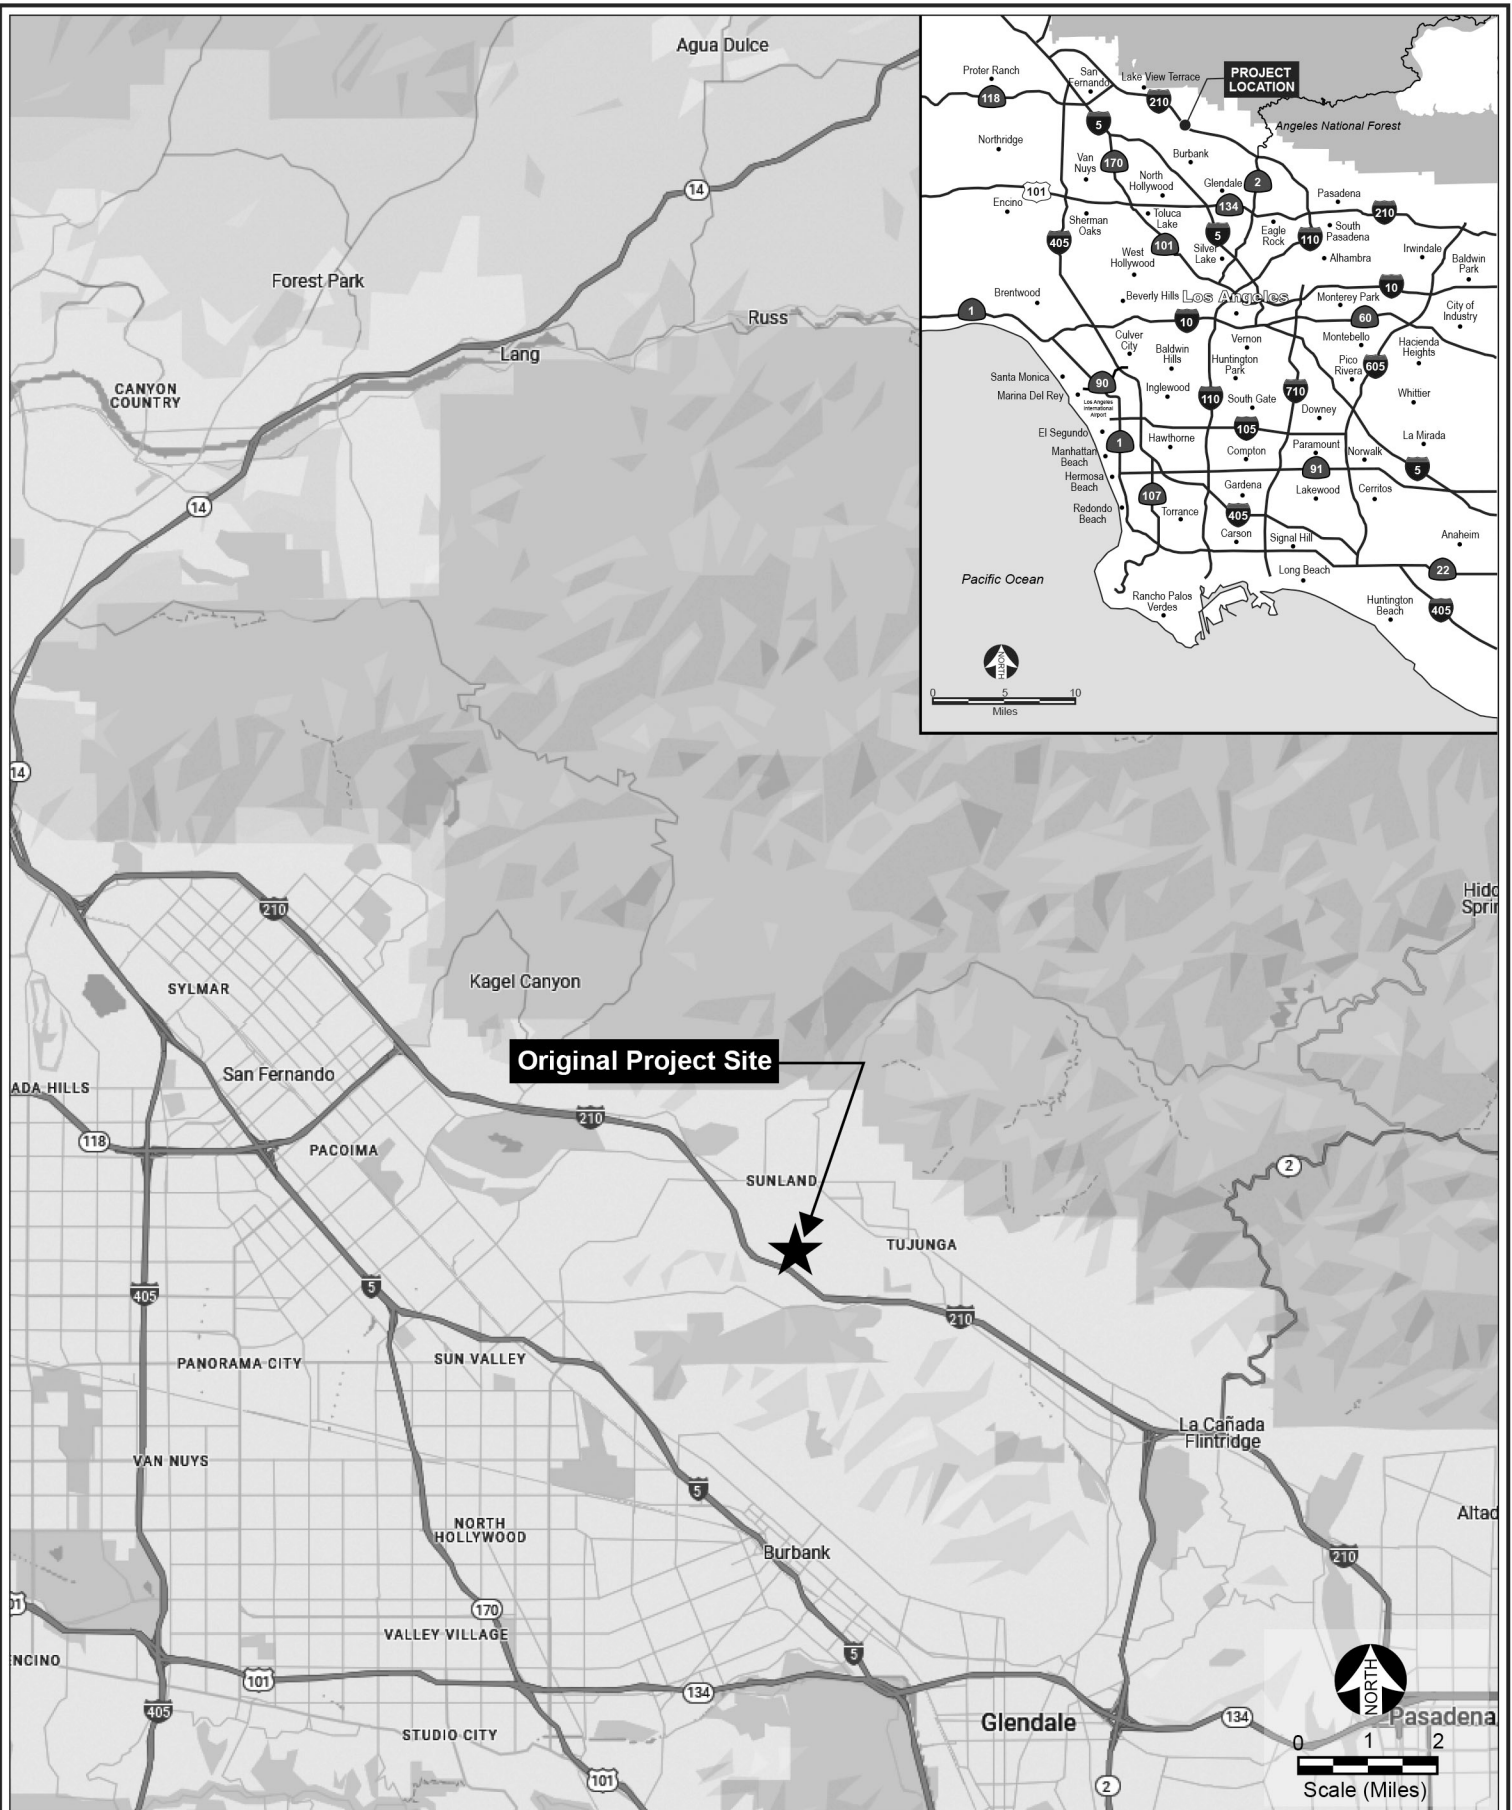 Agua Dulce
14
Forest Park
Russ
Lang
CANYON
COUNTRY
14
14
210
Kagel Canyon
SYLMAR
San Fernando
Original Project Site
ADA HILLS
118
210
PACOIMA
2
SUNLAND
TUJUNGA
405
5
210
PANORAMA CITY
SUN VALLEY
La Cañada
Flintridge
VAN NUYS
5
NORTH
HOLLYWOOD
Burbank
Altad
210
01
170
VALLEY VILLAGE
5
ENCINO
101
134
405
STUDIO CITY
Glendale
134
Pasadena
101
2
Hidd
Sprin
NORTH
0 1 2
Scale (Miles)
PROJECT
LOCATION
Proter Ranch
San
Fernando
Lake View Terrace
118
210
5
Angeles National Forest
Northridge
Van
Nuys
170
Burbank
North
Hollywood
Glendale
2
101
134
Pasadena
210
Encino
Sherman
Oaks
Toluca
Lake
405
101
5
Eagle
Rock
110
South
Pasadena
West
Hollywood
Silver
Lake
Alhambra
Irwindale
Baldwin
Park
Brentwood
Beverly Hills
Los Angeles
Monterey Park
10
City of
Industry
1
10
60
Culver
City
Baldwin
Hills
Vernon
Huntington
Park
Montebello
Pico
Rivera
605
Hacienda
Heights
Santa Monica
Marina Del Rey
90
Los Angeles
International
Airport
Inglewood
110
South Gate
710
Downey
Whittier
El Segundo
1
Hawthorne
105
Paramount
Norwalk
La Mirada
Manhattan
Beach
Compton
91
5
Hermosa
Beach
107
Gardena
Lakewood
Cerritos
Redondo
Beach
Torrance
405
Carson
Signal Hill
Anaheim
Pacific Ocean
Long Beach
22
Rancho Palos
Verdes
Huntington
Beach
405
NORTH
0 5 10
Miles